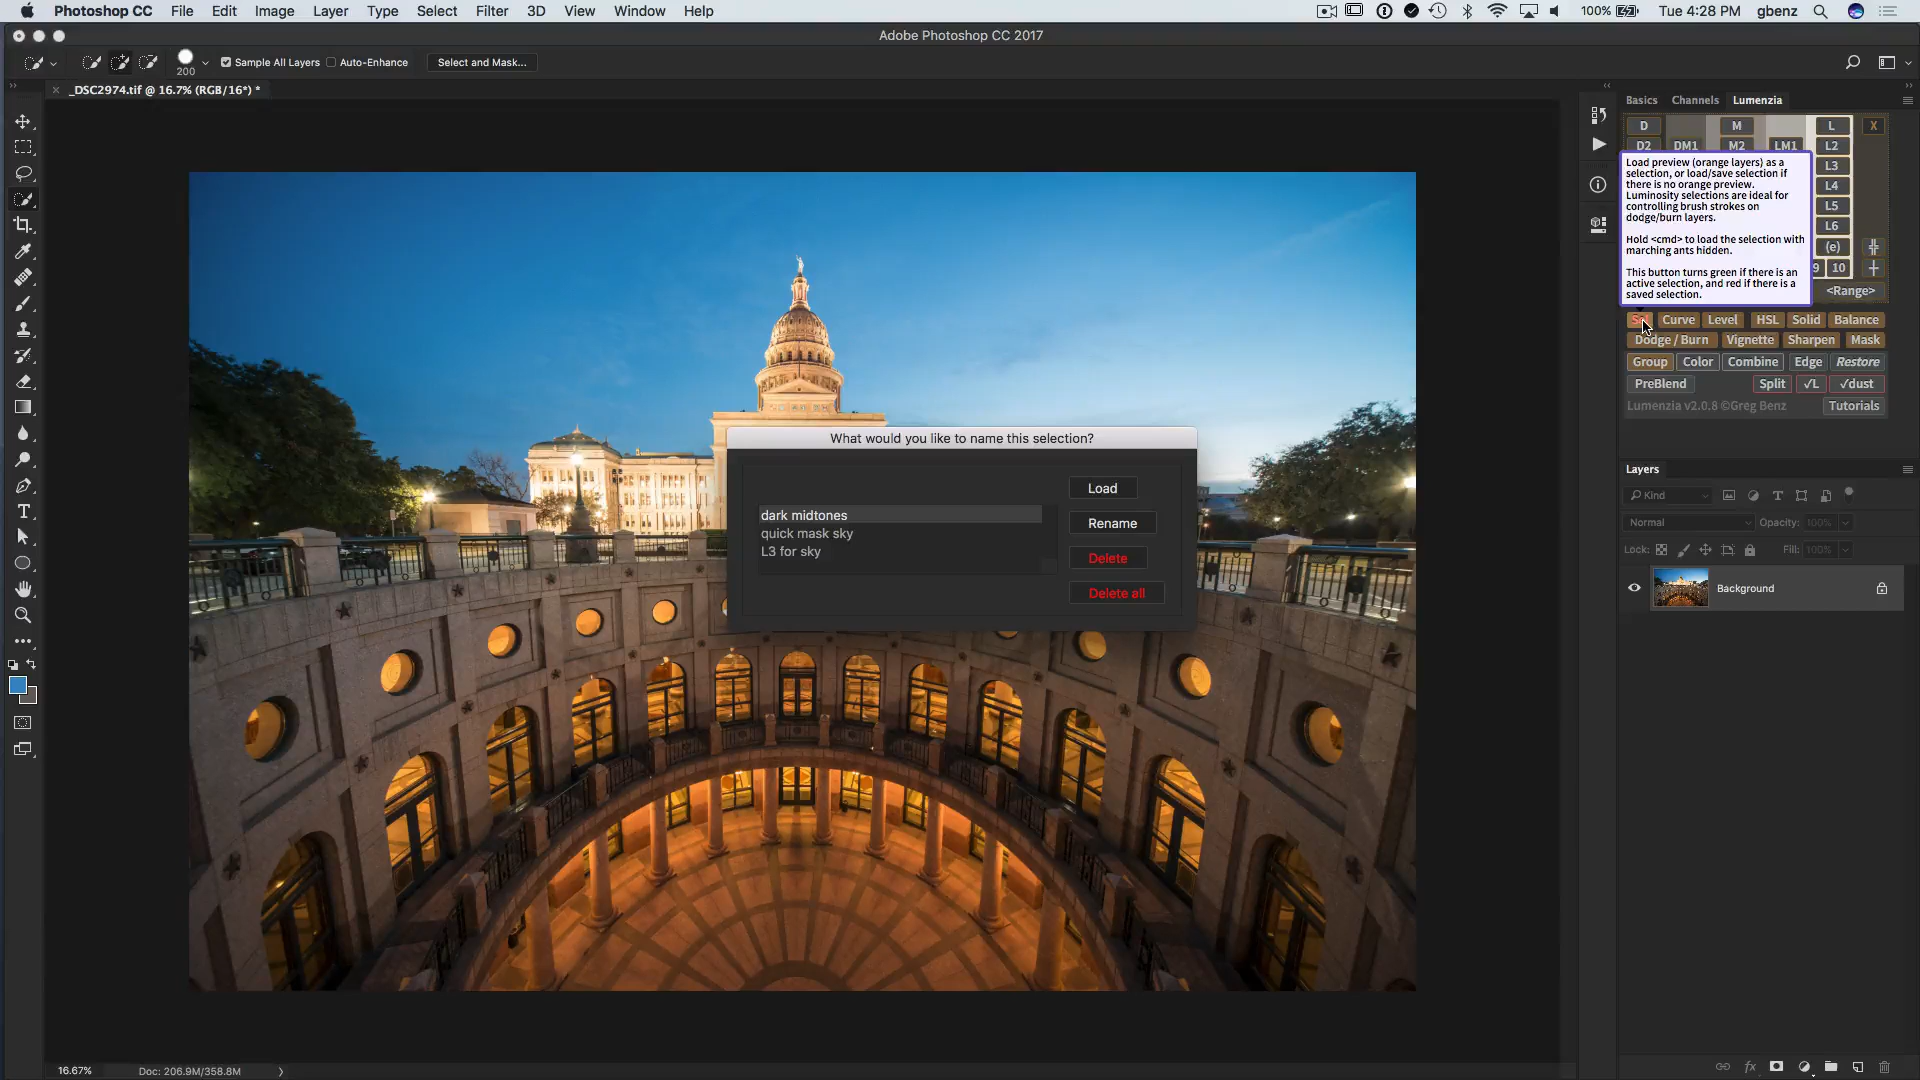 Photoshop CC File Edit Image Layer Type Select Filter 3D View Window Help 100% Tue 4:28 PM gbenz
Adobe Photoshop CC 2017
200 Sample All Layers Auto-Enhance Select and Mask...
_DSC2974.tif @ 16.7% (RGB/16*) *
Basics Channels Lumenzia
D M L X
D2 DM1 M2 LM1 L2
L3
L4
L5
L6
(e)
9 10
<Range>
Load preview (orange layers) as a
selection, or load/save selection if
there is no orange preview.
Luminosity selections are ideal for
controlling brush strokes on
dodge/burn layers.
Hold <cmd> to load the selection with
marching ants hidden.
This button turns green if there is an
active selection, and red if there is a
saved selection.
Curve Level HSL Solid Balance
Dodge / Burn Vignette Sharpen Mask
Group Color Combine Edge Restore
PreBlend Split √L √dust
Lumenzia v2.0.8 ©Greg Benz Tutorials
What would you like to name this selection?
dark midtones
quick mask sky
L3 for sky
Load
Rename
Delete
Delete all
Layers
Kind
Normal Opacity: 100%
Lock: Fill: 100%
Background
16.67% Doc: 206.9M/358.8M